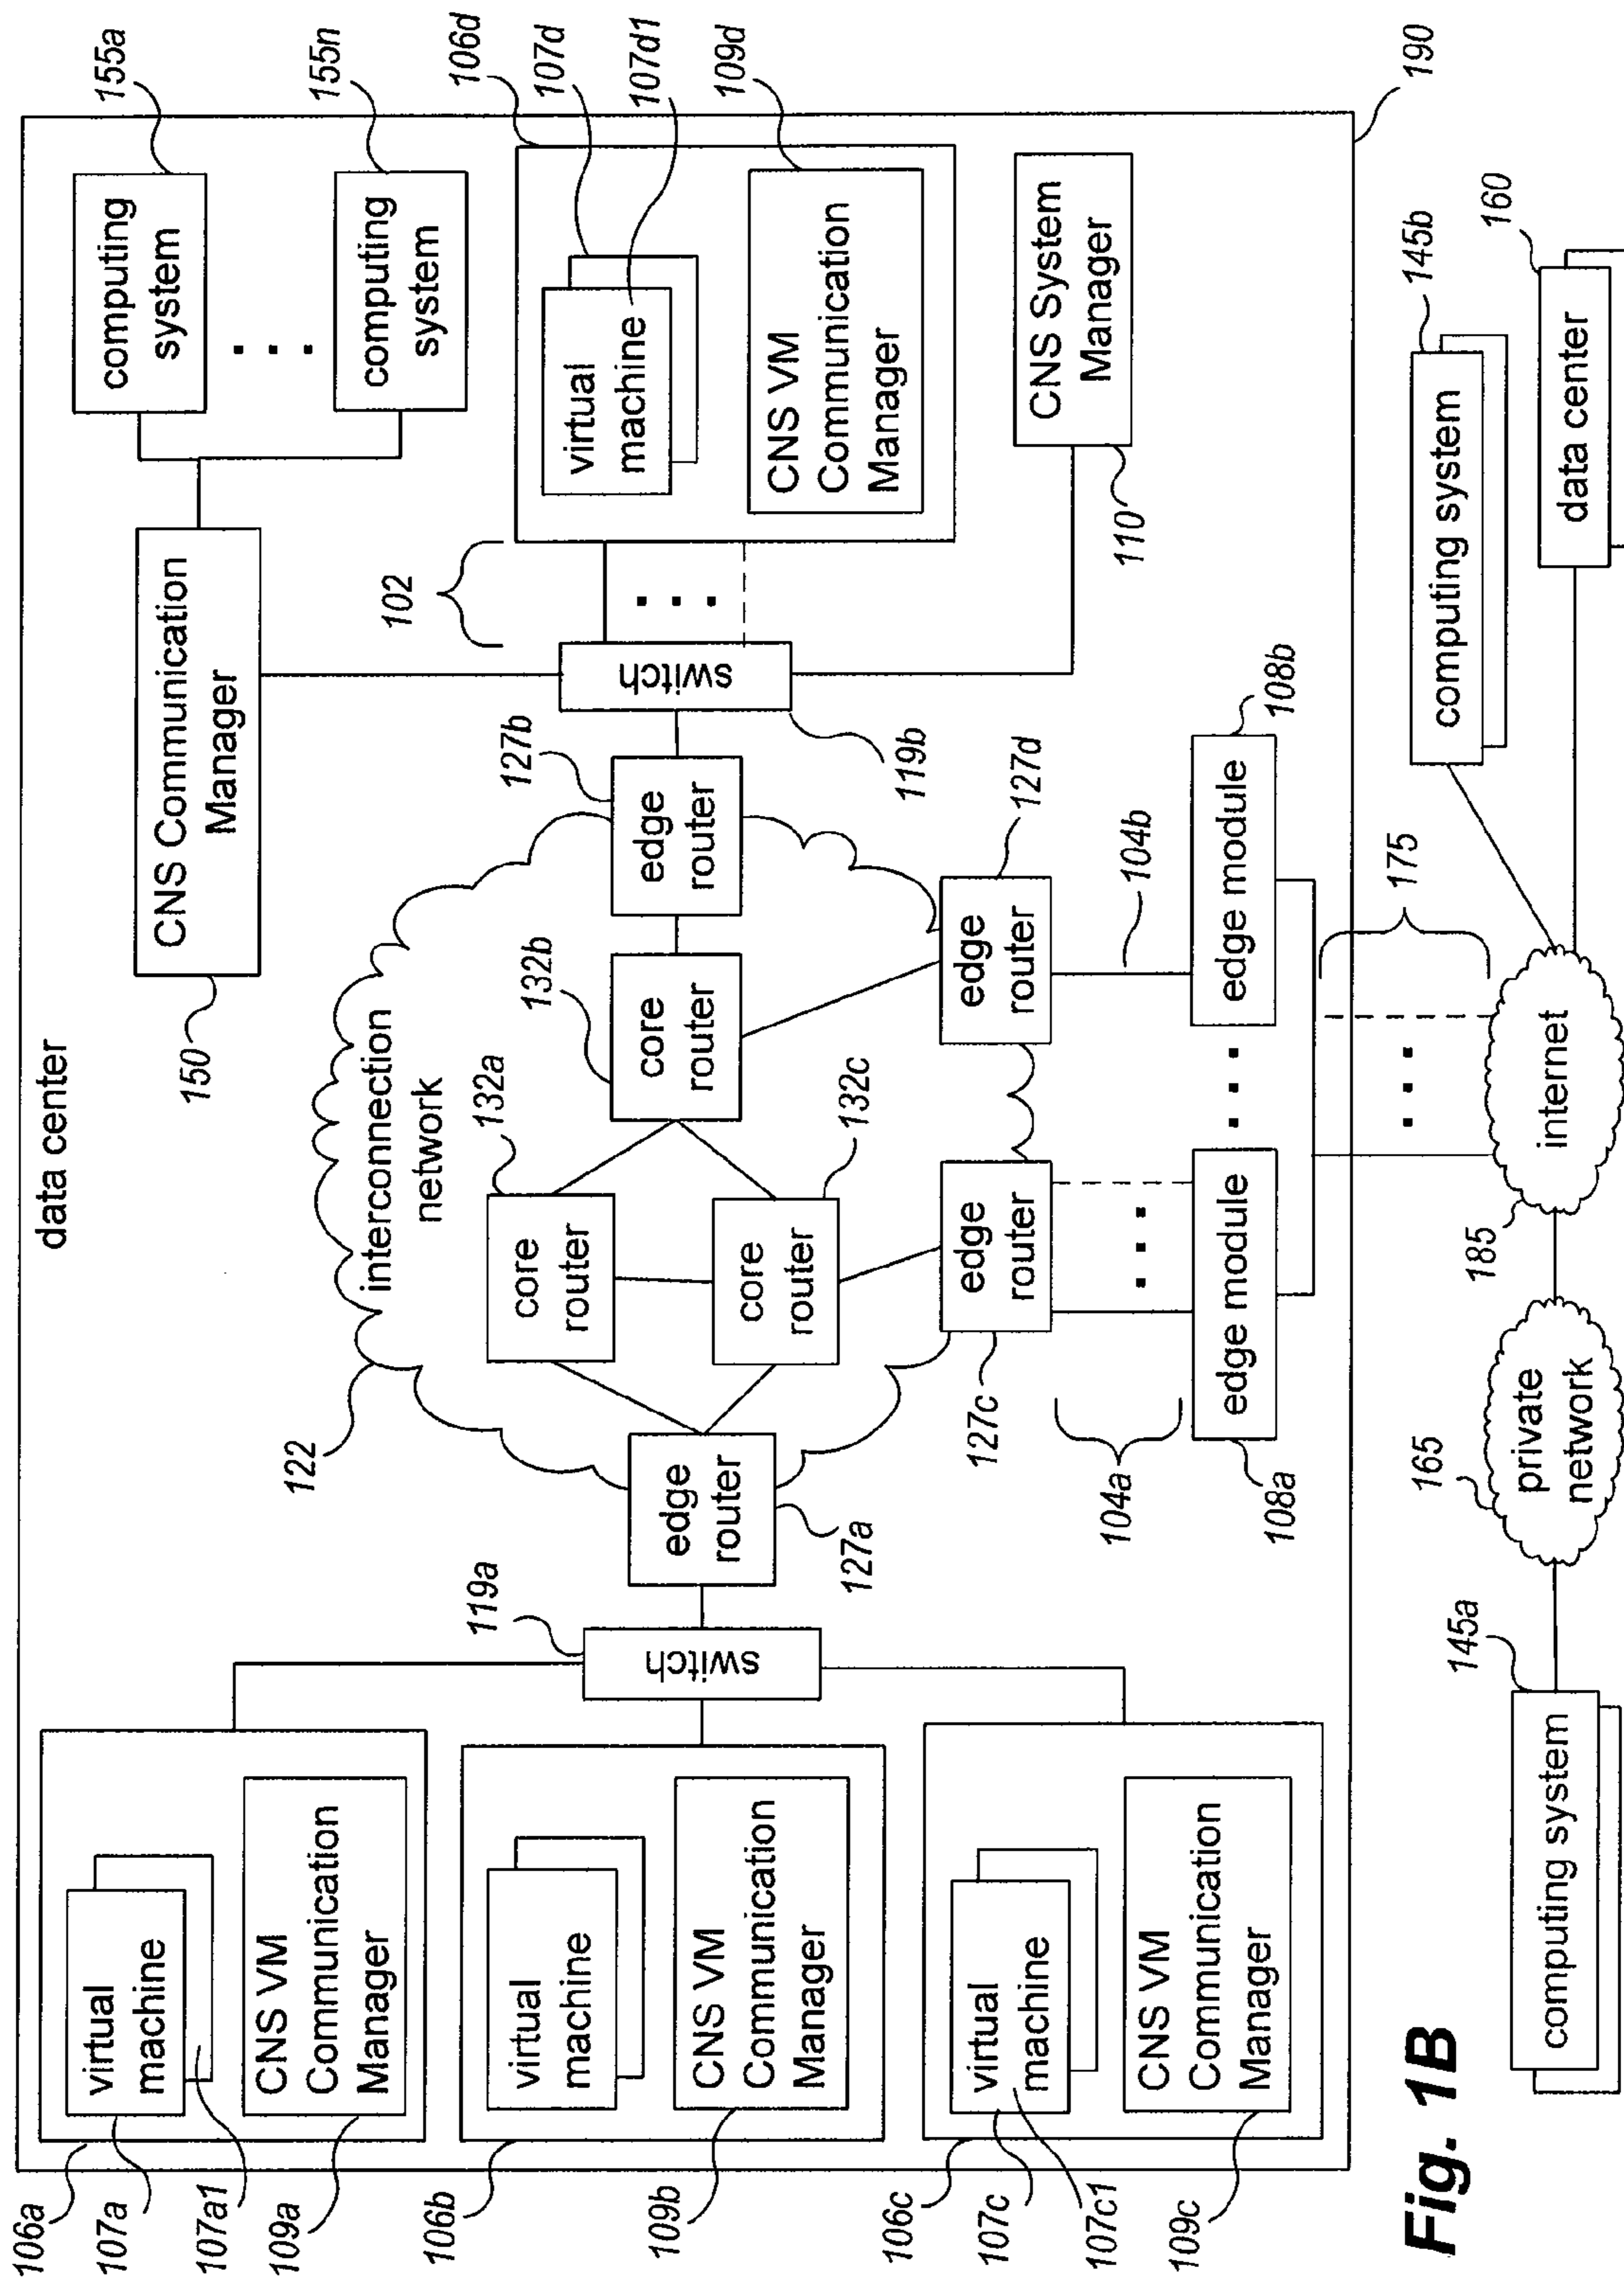 data center
106a
107a
107a1
109a
virtual
machine
CNS VM
Communication
Manager
106b
109b
virtual
machine
CNS VM
Communication
Manager
106c
107c
107c1
109c
virtual
machine
CNS VM
Communication
Manager
119a
switch
122
interconnection
network
127a
edge
router
132a
core
router
132b
core
router
132c
core
router
127b
edge
router
127c
edge
router
127d
edge
router
119b
switch
102
150
CNS Communication
Manager
155a
computing
system
155n
computing
system
106d
107d
107d1
109d
virtual
machine
CNS VM
Communication
Manager
110
CNS System
Manager
104a
104b
108a
edge module
108b
edge module
190
175
145a
computing system
165
private
network
185
internet
145b
computing system
160
data center
Fig. 1B